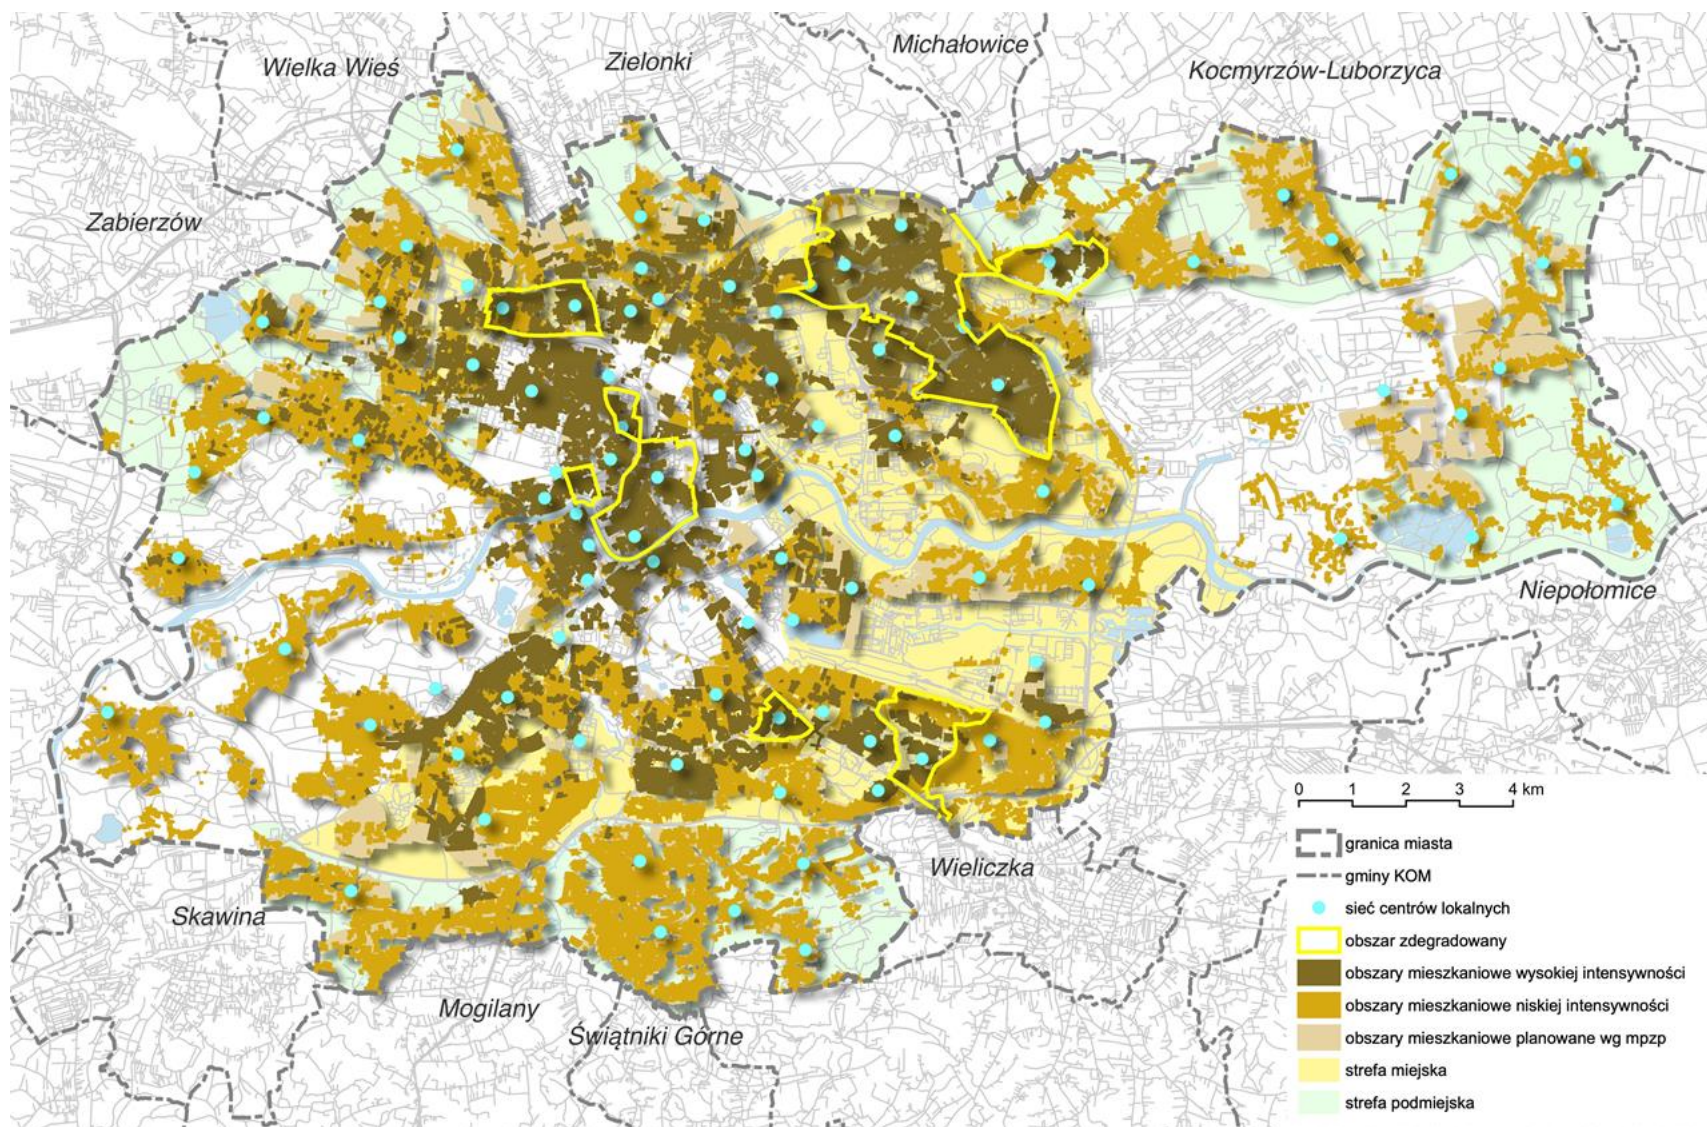 Michałowice
Zielonki
Wielka Wieś
Kocmyrzów-Luborzyca
Zabierzów
Niepołomice
Wieliczka
Skawina
Mogilany
Świątniki Górne
0 1 2 3 4 km
granica miasta
gminy KOM
sieć centrów lokalnych
obszar zdegradowany
obszary mieszkaniowe wysokiej intensywności
obszary mieszkaniowe niskiej intensywności
obszary mieszkaniowe planowane wg mpzp
strefa miejska
strefa podmiejska